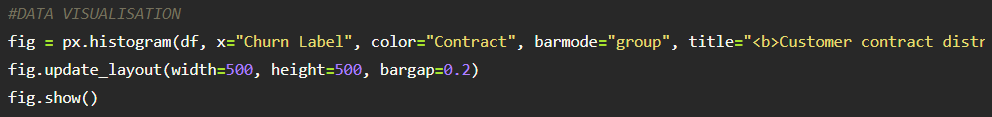 #DATA VISUALISATION
fig = px.histogram(df, x="Churn Label", color="Contract", barmode="group", title="<b>Customer contract distr
fig.update_layout(width=500, height=500, bargap=0.2)
fig.show()